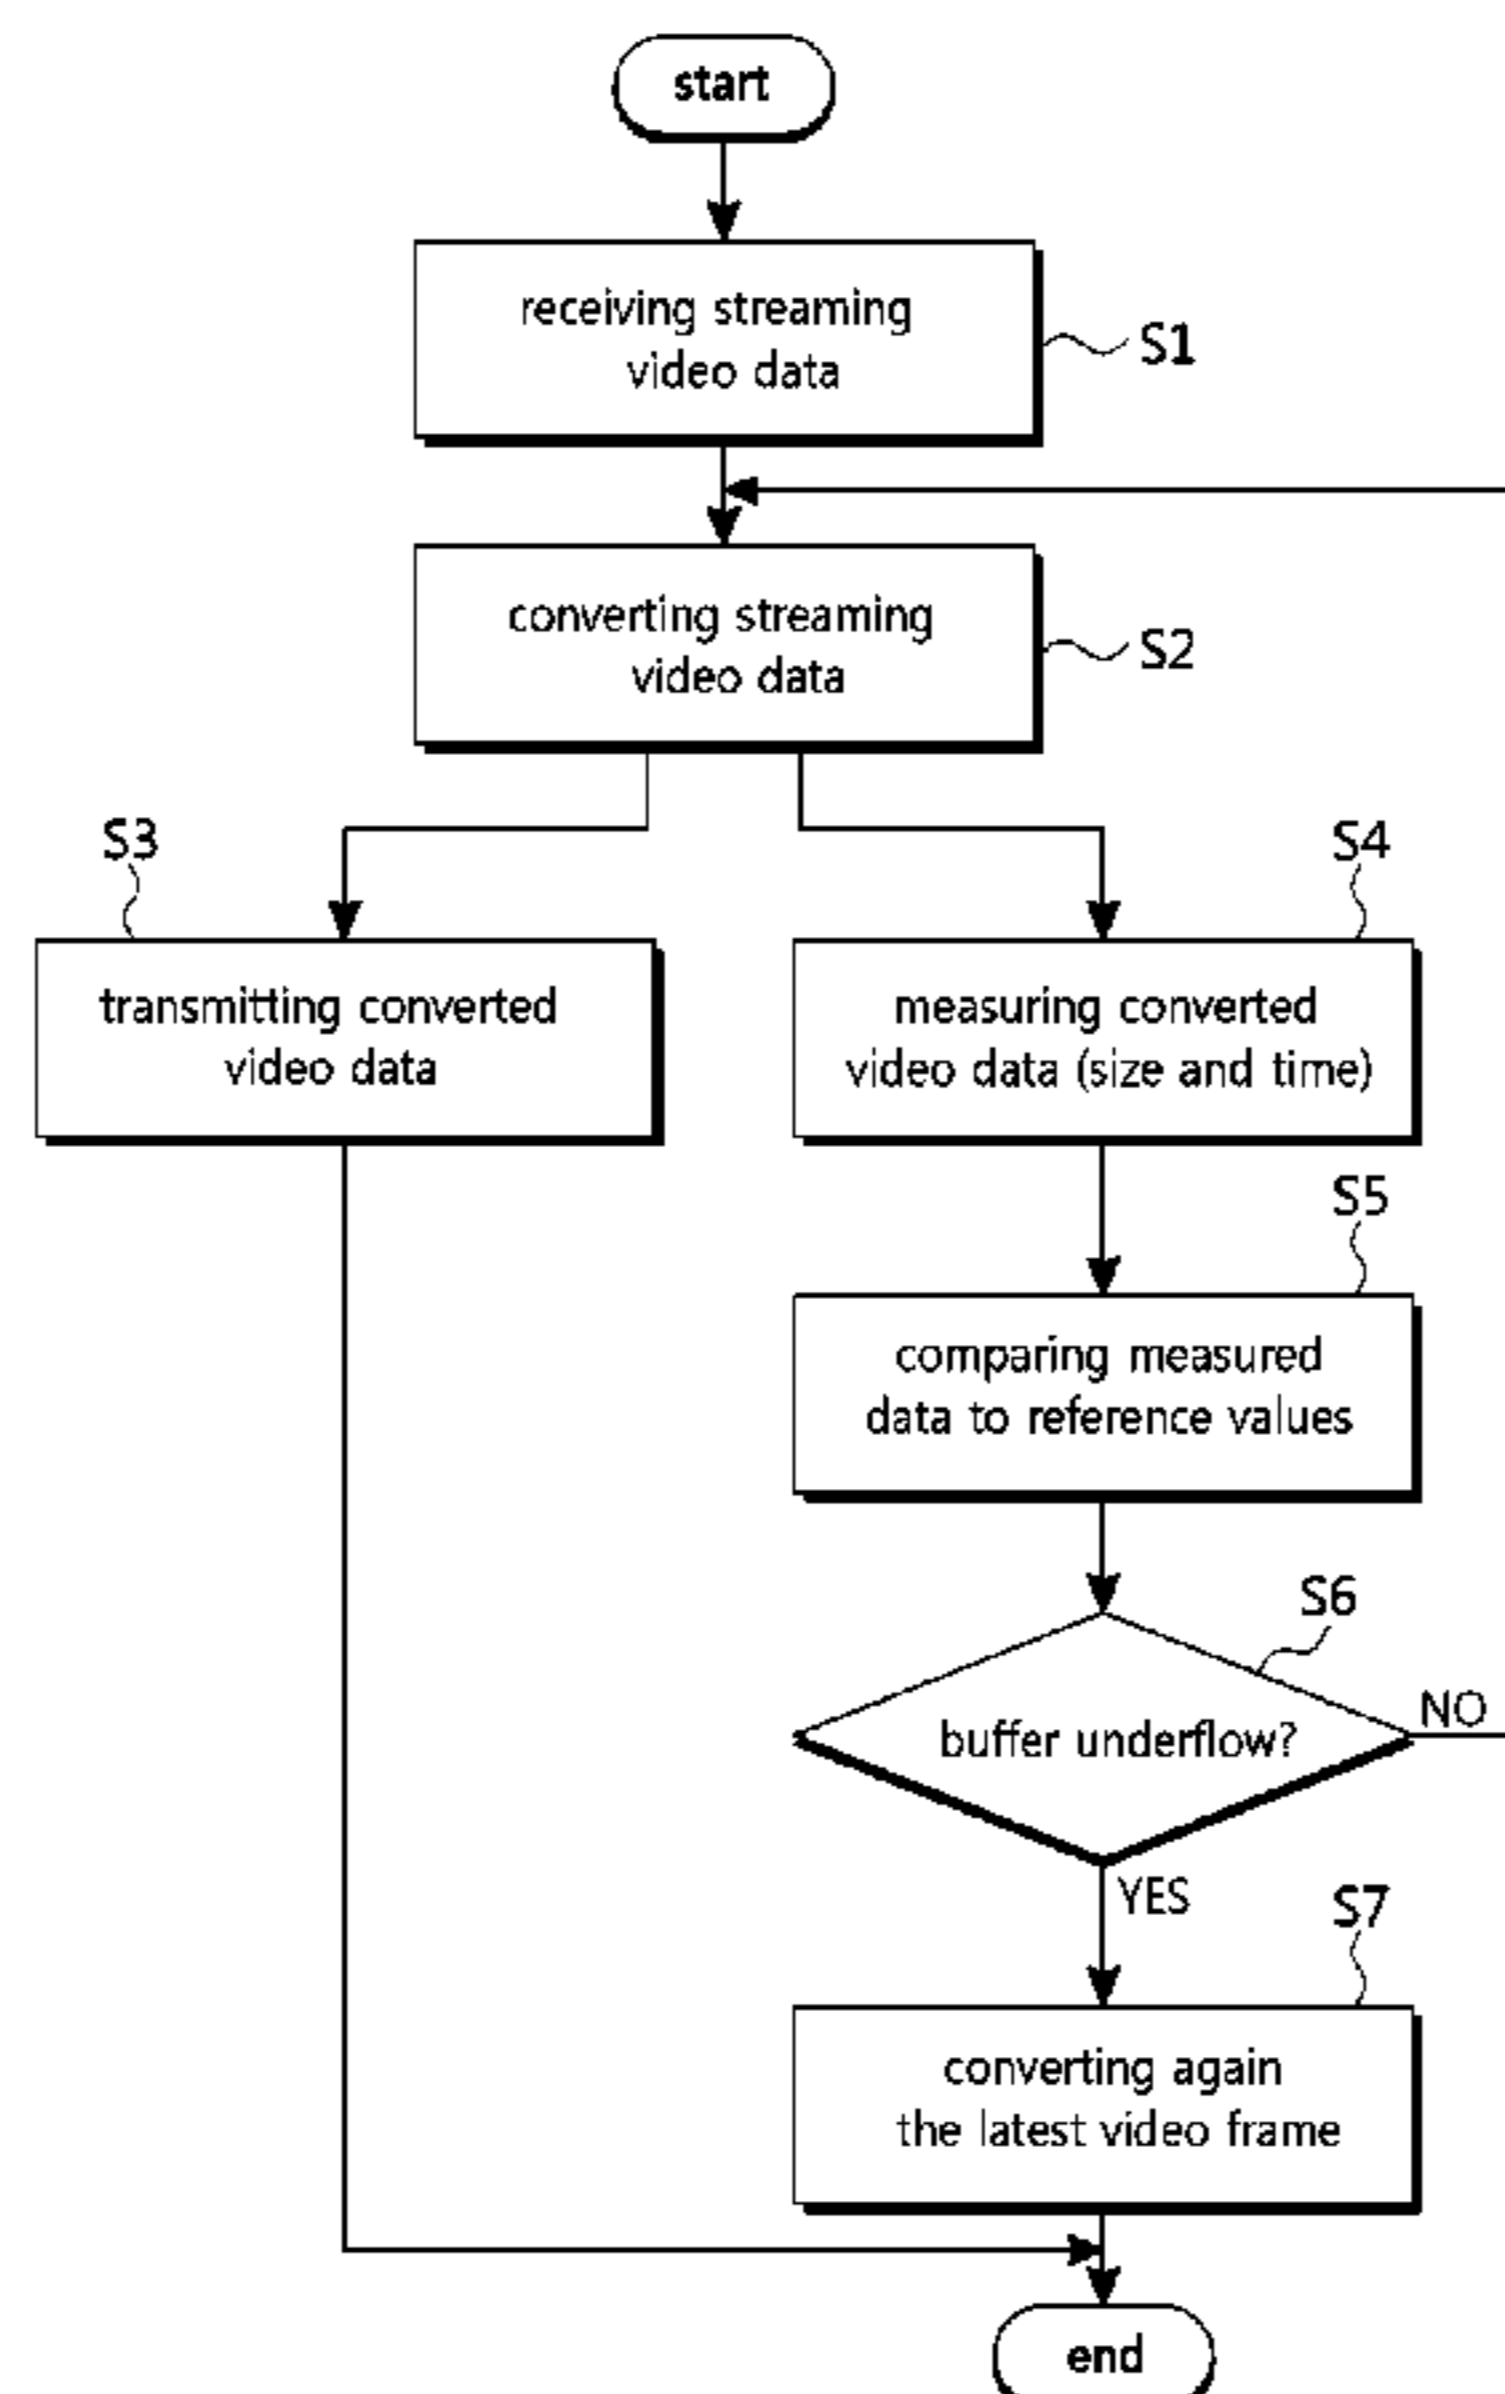 start
receiving streaming
video data
S1
converting streaming
video data
S2
S3
transmitting converted
video data
S4
measuring converted
video data (size and time)
S5
comparing measured
data to reference values
S6
buffer underflow?
NO
YES
S7
converting again
the latest video frame
end